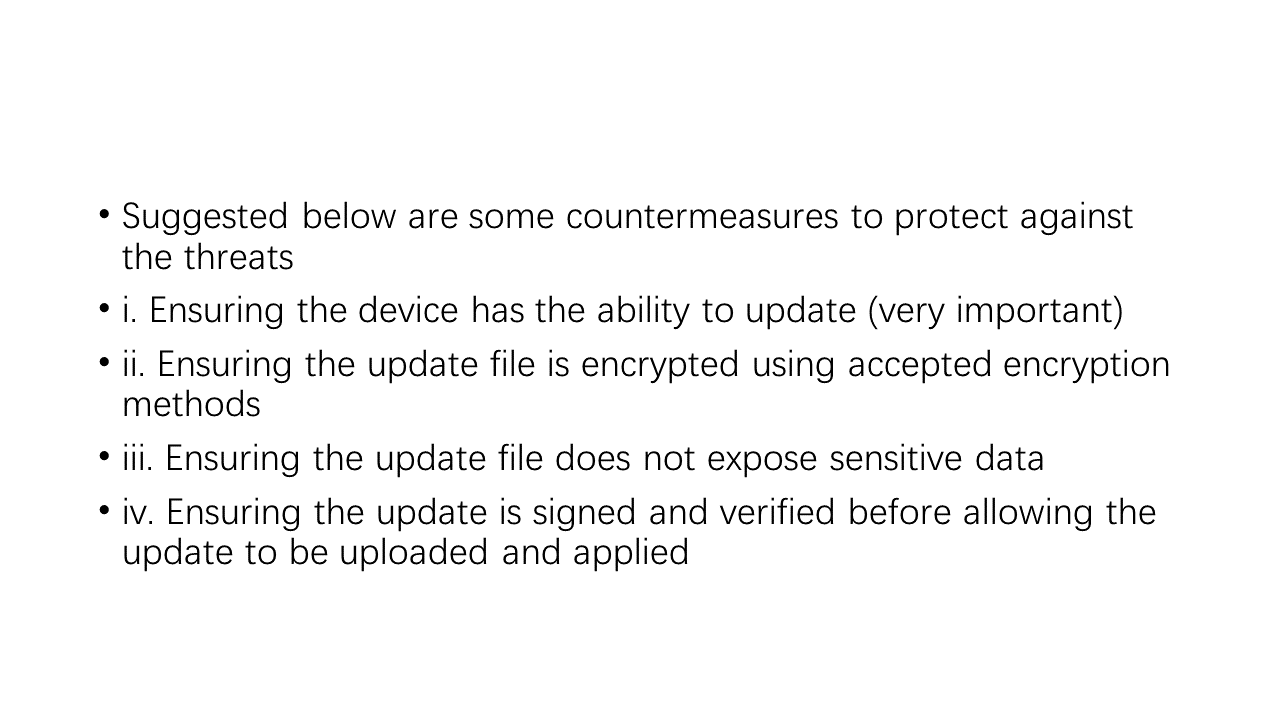 • Suggested below are some countermeasures to protect against
the threats
• i. Ensuring the device has the ability to update (very important)
• ii. Ensuring the update file is encrypted using accepted encryption
methods
• iii. Ensuring the update file does not expose sensitive data
• iv. Ensuring the update is signed and verified before allowing the
update to be uploaded and applied